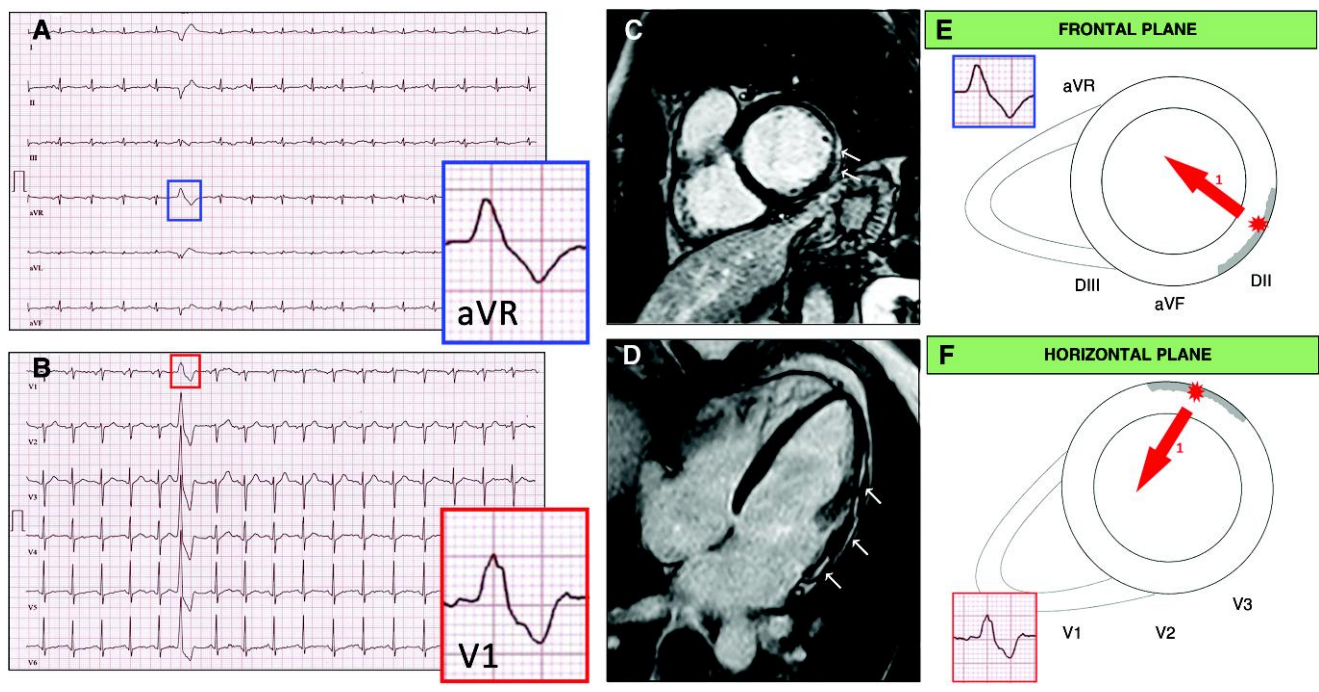 A
I
II
III
aVR
aVL
aVF
aVR
B
V1
V2
V3
V4
V5
V6
V1
C
D
E
FRONTAL PLANE
aVR
1
DIII
aVF
DII
F
HORIZONTAL PLANE
1
V1
V2
V3